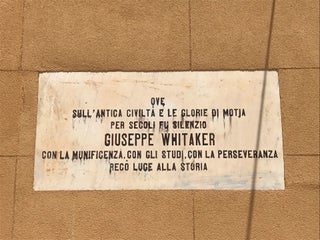 OVE
SULL'ANTICA CIVILTÀ E LE GLORIE DI MOTJA
PER SECOLI FU SILENZIO
GIUSEPPE WHITAKER
CON LA MUNIFICENZA, CON GLI STUDI, CON LA PERSEVERANZA
RECÒ LUCE ALLA STORIA